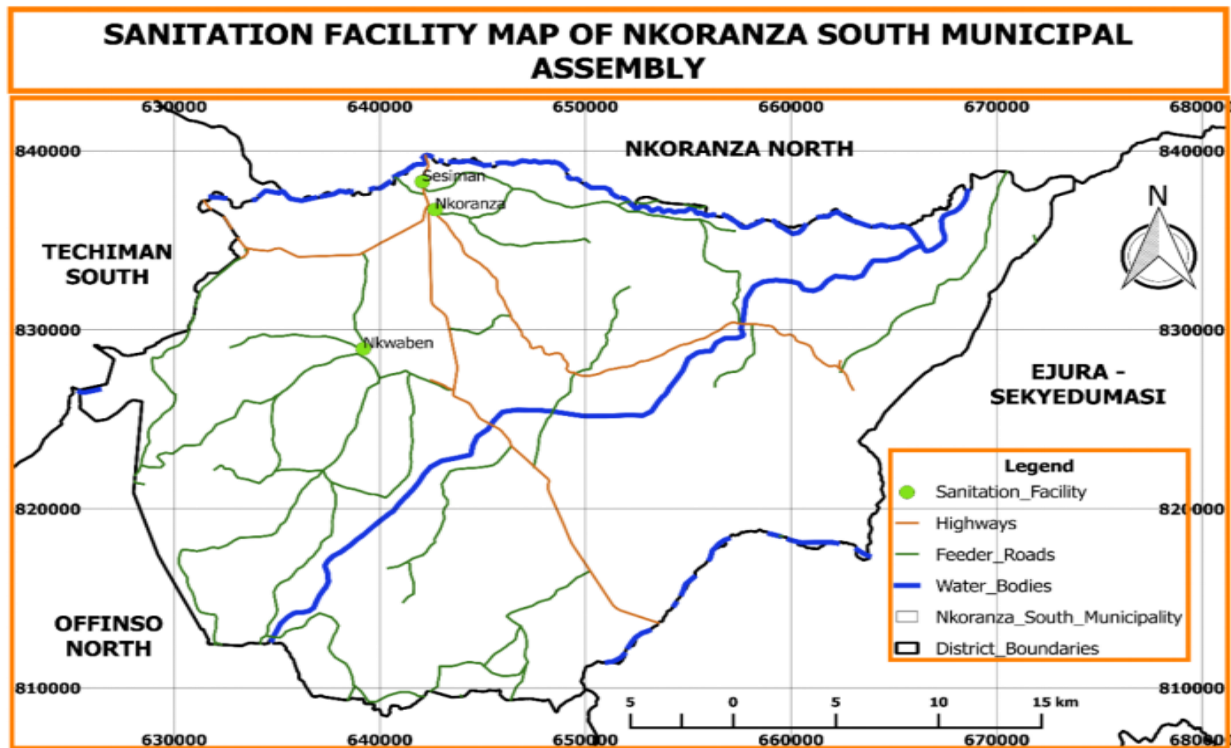 SANITATION FACILITY MAP OF NKORANZA SOUTH MUNICIPAL
ASSEMBLY
630000 640000 650000 660000 670000 68000
840000 840000
NKORANZA NORTH
Sesiman
Nkoranza
N
TECHIMAN
SOUTH
830000 830000
Nkwaben
EJURA -
SEKYEDUMASI
Legend
Sanitation_Facility
820000 820000
Highways
Feeder_Roads
Water_Bodies
Nkoranza_South_Municipality
District_Boundaries
OFFINSO
NORTH
810000 810000
5 0 5 10 15 km
630000 640000 650000 660000 670000 6800